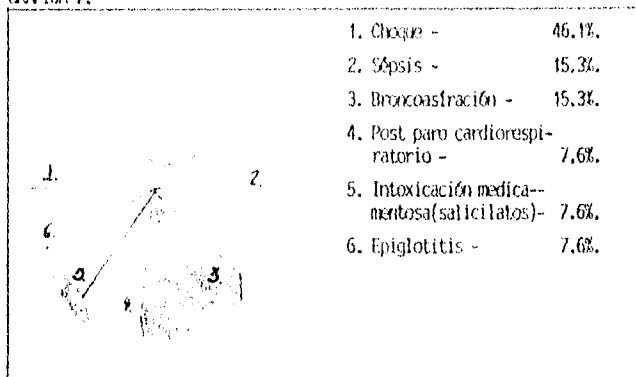 1. Choque - 46.1%.
2. Sépsis - 15.3%.
3. Broncoasiración - 15.3%.
4. Post paro cardiorespi-
ratorio - 7.6%.
5. Intoxicación medica--
mentosa(salicilatos)- 7.6%.
6. Epiglotitis - 7.6%.
1.
2.
6.
5.
3.
4.